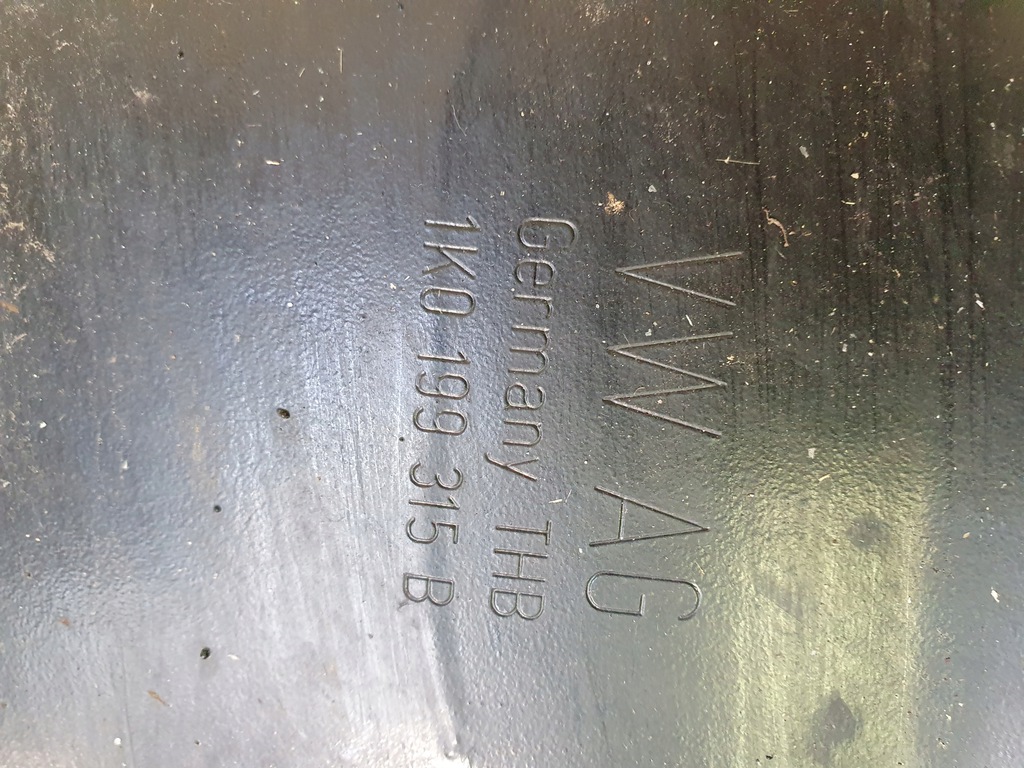 VW AG
Germany THB
1K0 199 315 B